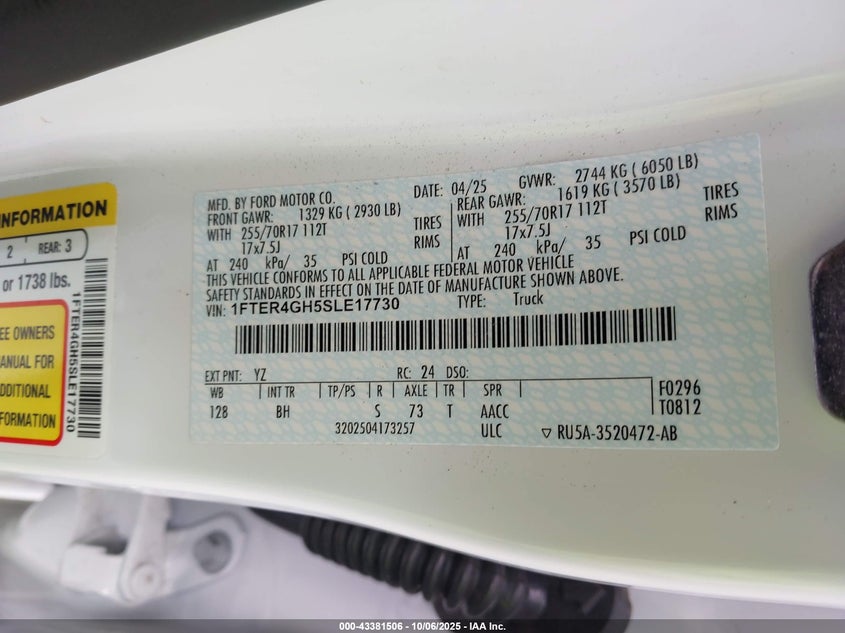 INFORMATION
2 REAR: 3
or 1738 lbs.
EE OWNERS
ANUAL FOR
DDITIONAL
FORMATION
1FTER4GH5SLE17730
MFD. BY FORD MOTOR CO. DATE: 04/25 GVWR: 2744 KG ( 6050 LB)
FRONT GAWR: 1329 KG ( 2930 LB) REAR GAWR: 1619 KG ( 3570 LB)
WITH 255/70R17 112T TIRES WITH 255/70R17 112T TIRES
17x7.5J RIMS 17x7.5J RIMS
AT 240 kPa/ 35 PSI COLD AT 240 kPa/ 35 PSI COLD
THIS VEHICLE CONFORMS TO ALL APPLICABLE FEDERAL MOTOR VEHICLE
SAFETY STANDARDS IN EFFECT ON THE DATE OF MANUFACTURE SHOWN ABOVE.
VIN: 1FTER4GH5SLE17730 TYPE: Truck
EXT PNT: YZ RC: 24 DSO:
WB INT TR TP/PS R AXLE TR SPR F0296
128 BH S 73 T AACC T0812
3202504173257 ULC ▽ RU5A-3520472-AB
000-43381506 - 10/06/2025 - IAA Inc.